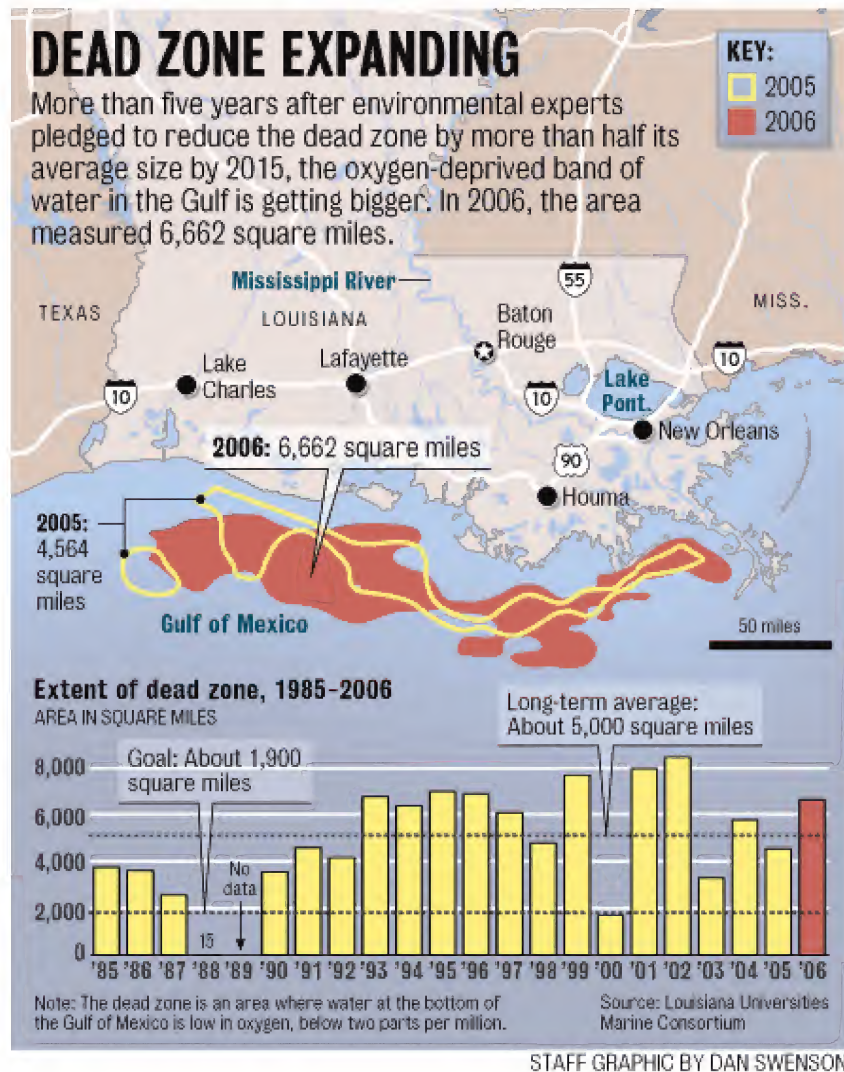 DEAD ZONE EXPANDING
More than five years after environmental experts
pledged to reduce the dead zone by more than half its
average size by 2015, the oxygen-deprived band of
water in the Gulf is getting bigger. In 2006, the area
measured 6,662 square miles.
KEY:
2005
2006
Mississippi River
55
TEXAS
LOUISIANA
Baton
Rouge
MISS.
Lake
Charles
Lafayette
10
10
10
Lake
Pont.
New Orleans
2006: 6,662 square miles
90
Houma
2005:
4,564
square
miles
Gulf of Mexico
50 miles
Extent of dead zone, 1985-2006
AREA IN SQUARE MILES
Long-term average:
About 5,000 square miles
Goal: About 1,900
square miles
8,000
6,000
4,000
2,000
0
No
data
15
'85 '86 '87 '88 '89 '90 '91 '92 '93 '94 '95 '96 '97 '98 '99 '00 '01 '02 '03 '04 '05 '06
Note: The dead zone is an area where water at the bottom of
the Gulf of Mexico is low in oxygen, below two parts per million.
Source: Louisiana Universities
Marine Consortium
STAFF GRAPHIC BY DAN SWENSON